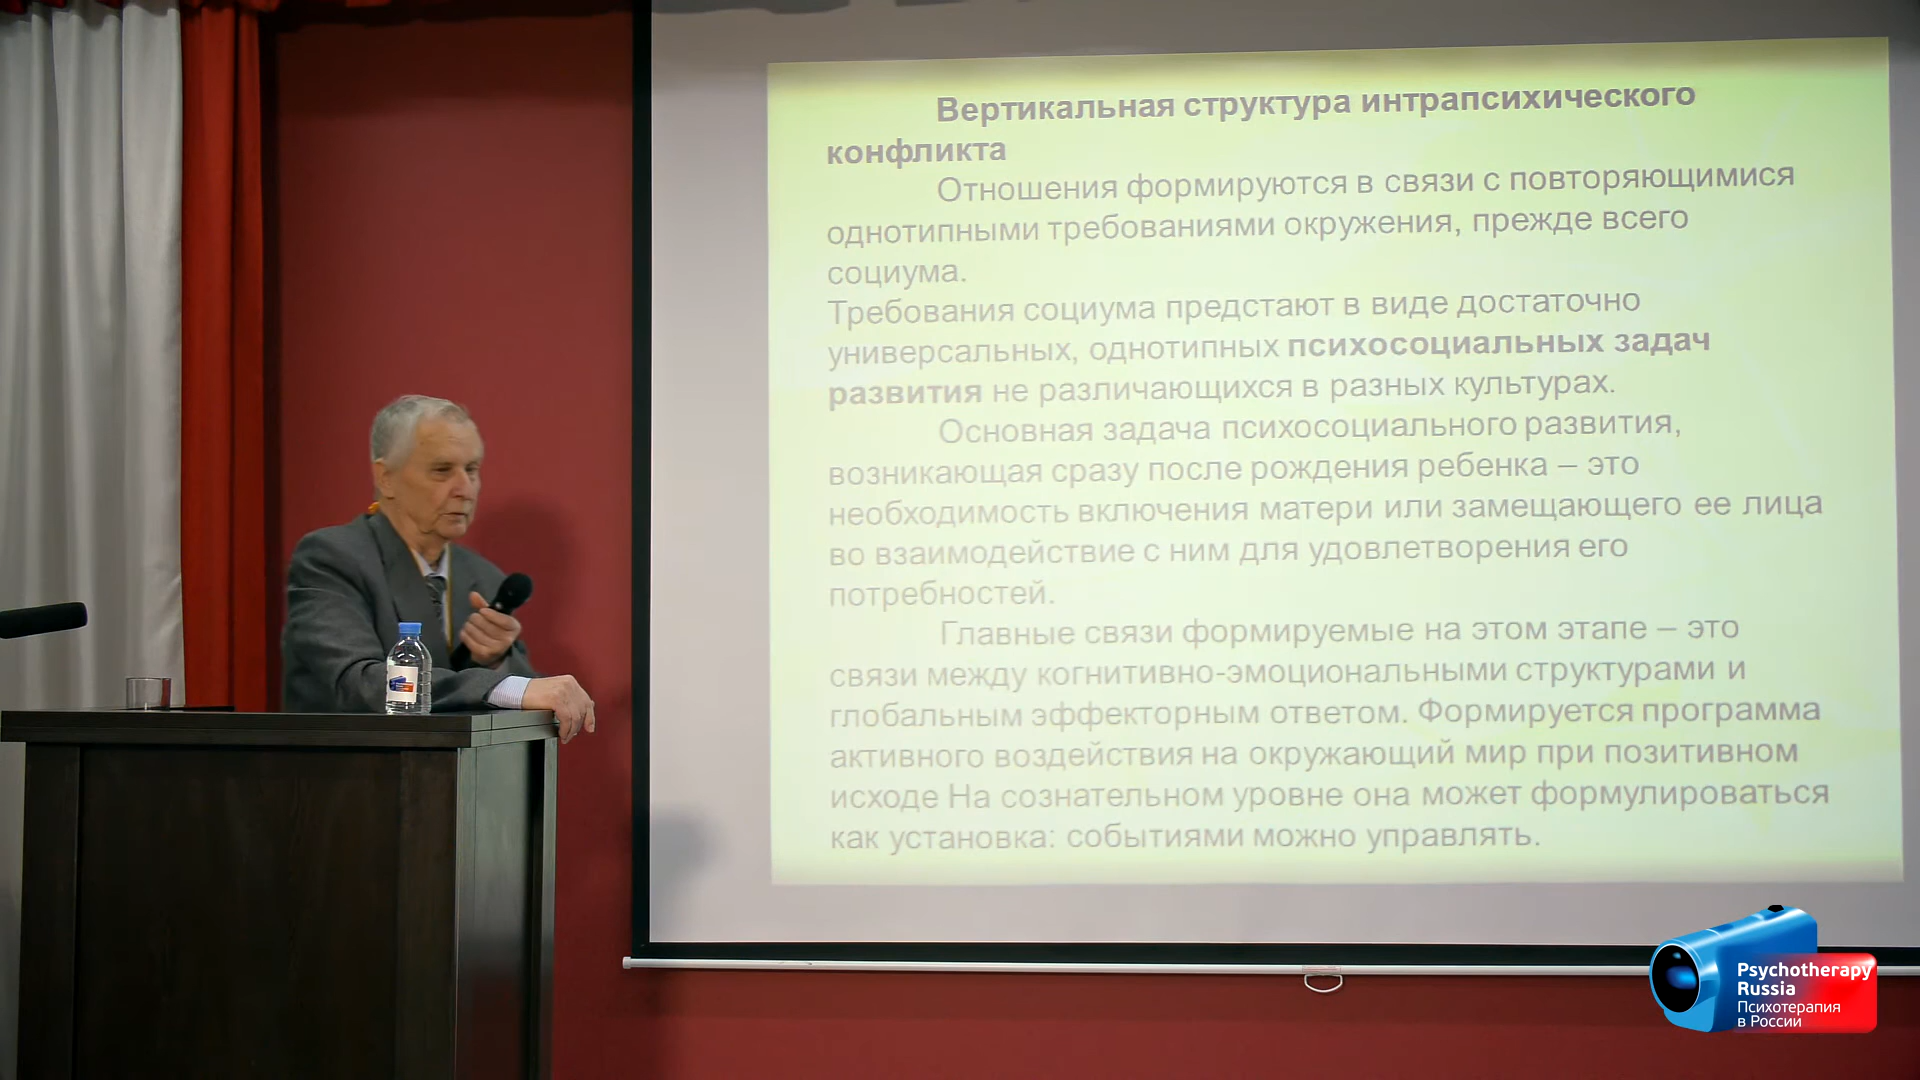 Вертикальная структура интрапсихического
конфликта
Отношения формируются в связи с повторяющимися
однотипными требованиями окружения, прежде всего
социума.
Требования социума предстают в виде достаточно
универсальных, однотипных психосоциальных задач
развития не различающихся в разных культурах.
Основная задача психосоциального развития,
возникающая сразу после рождения ребенка – это
необходимость включения матери или замещающего ее лица
во взаимодействие с ним для удовлетворения его
потребностей.
Главные связи формируемые на этом этапе – это
связи между когнитивно-эмоциональными структурами и
глобальным эффекторным ответом. Формируется программа
активного воздействия на окружающий мир при позитивном
исходе На сознательном уровне она может формулироваться
как установка: событиями можно управлять.
Psychotherapy
Russia
Психотерапия
в России